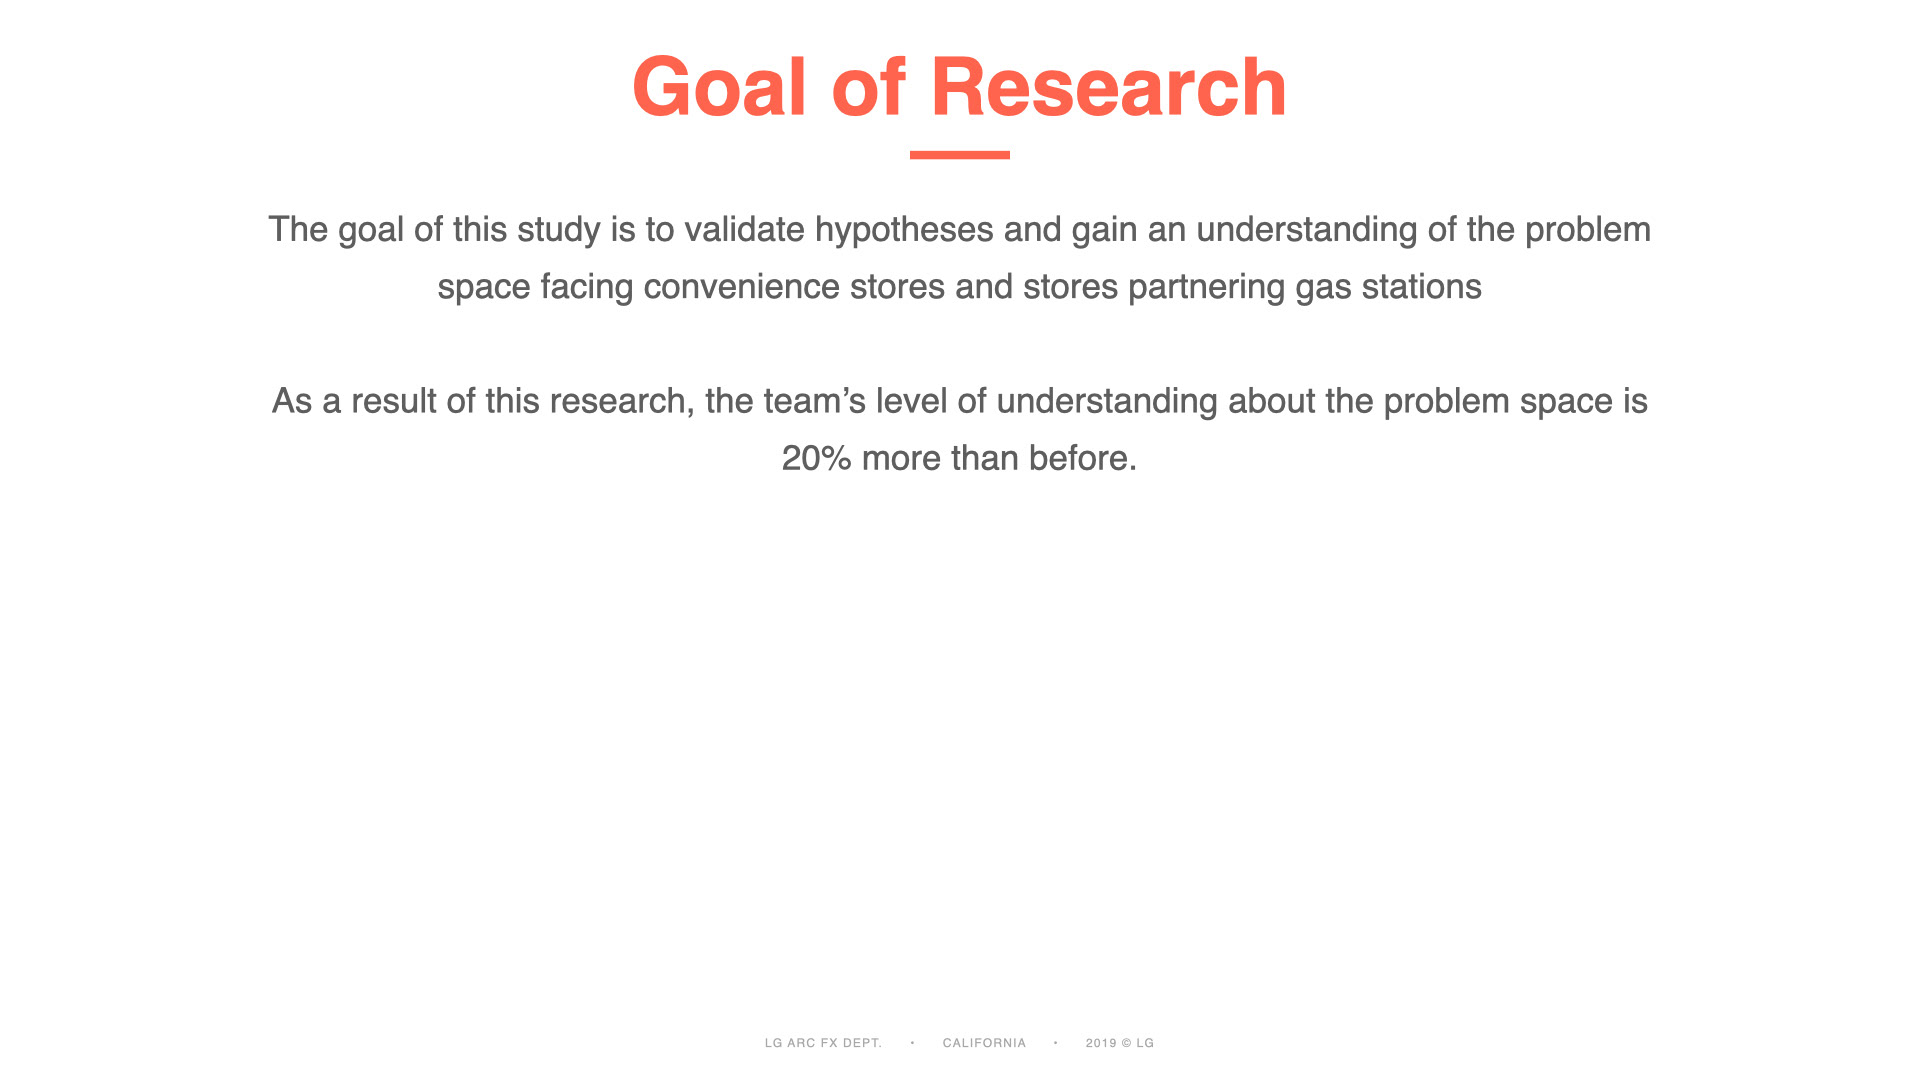 Goal of Research
The goal of this study is to validate hypotheses and gain an understanding of the problem
space facing convenience stores and stores partnering gas stations
As a result of this research, the team’s level of understanding about the problem space is
20% more than before.
LG ARC FX DEPT. • CALIFORNIA • 2019 © LG